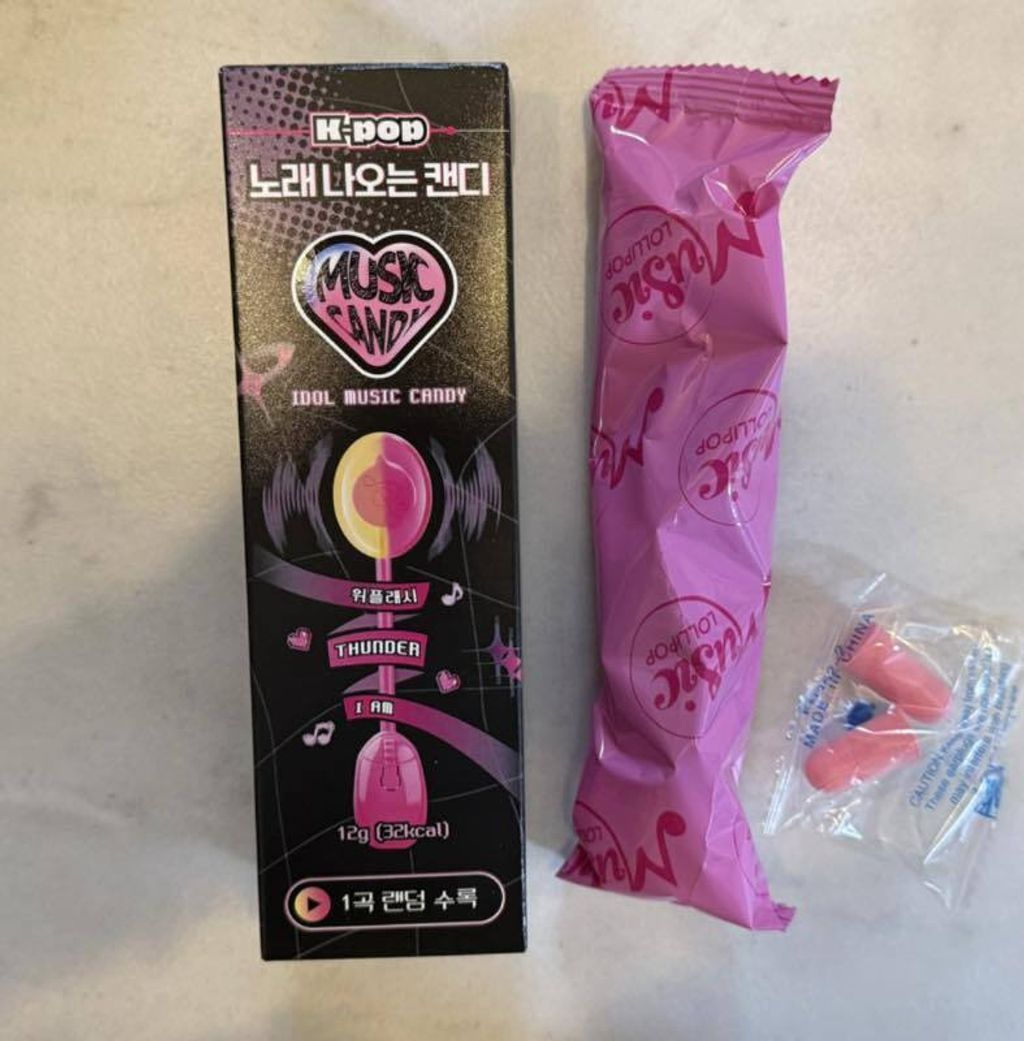 K-pop
노래 나오는 캔디
MUSIC
CANDY
IDOL MUSIC CANDY
위플래시
THUNDER
I AM
12g (32kcal)
1곡 랜덤 수록
Music
LOLLIPOP
Music
LOLLIPOP
Music
LOLLIPOP
MADE IN CHINA
CAUTION